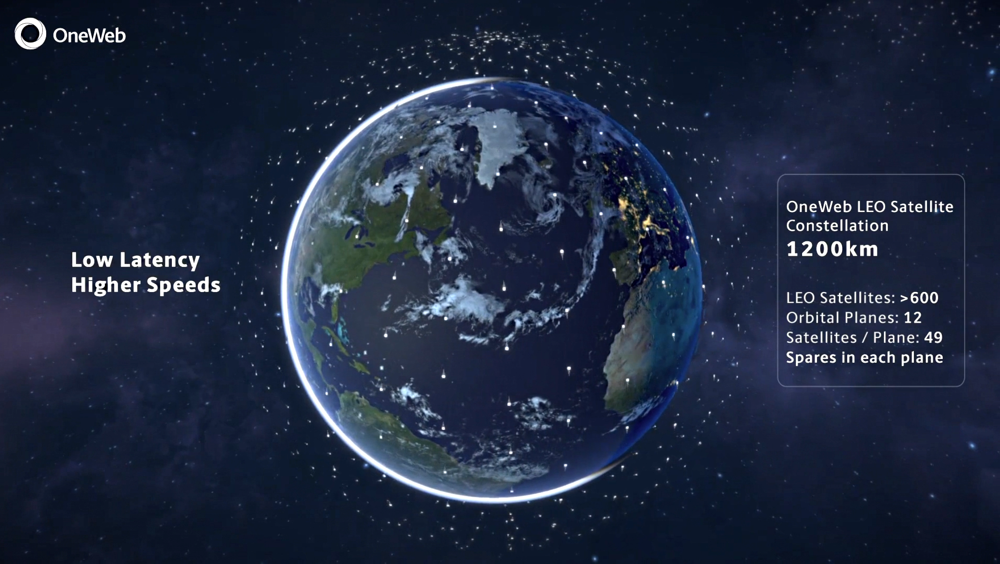 OneWeb
Low Latency
Higher Speeds
OneWeb LEO Satellite
Constellation
1200km
LEO Satellites: >600
Orbital Planes: 12
Satellites / Plane: 49
Spares in each plane